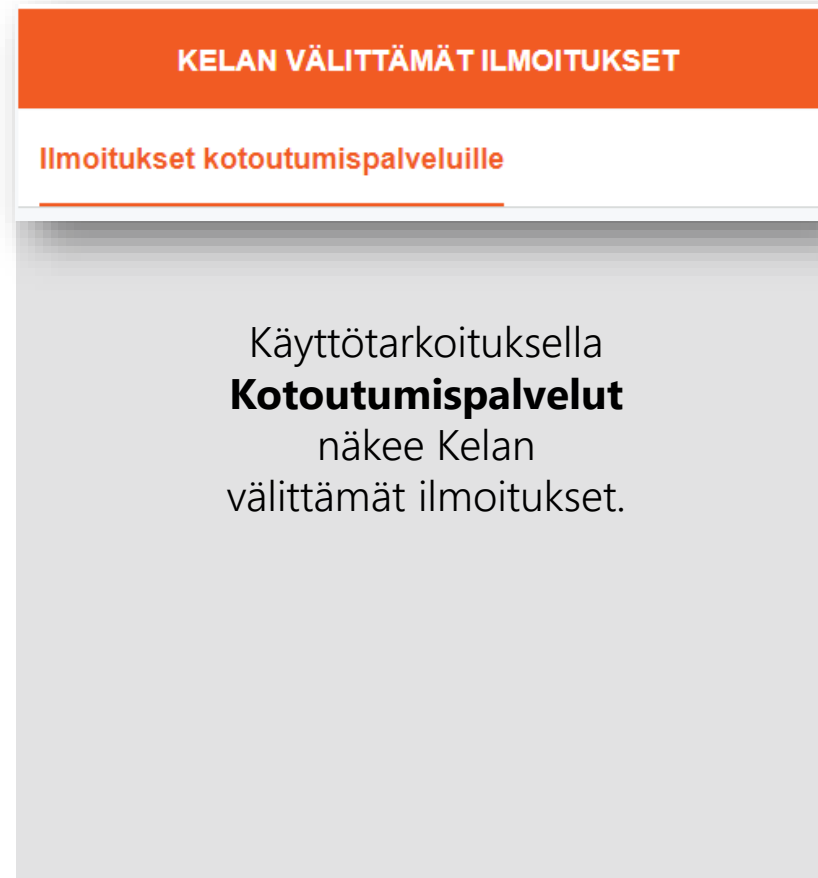 KELAN VÄLITTÄMÄT ILMOITUKSET
Ilmoitukset kotoutumispalveluille
Käyttötarkoituksella
Kotoutumispalvelut
näkee Kelan
välittämät ilmoitukset.